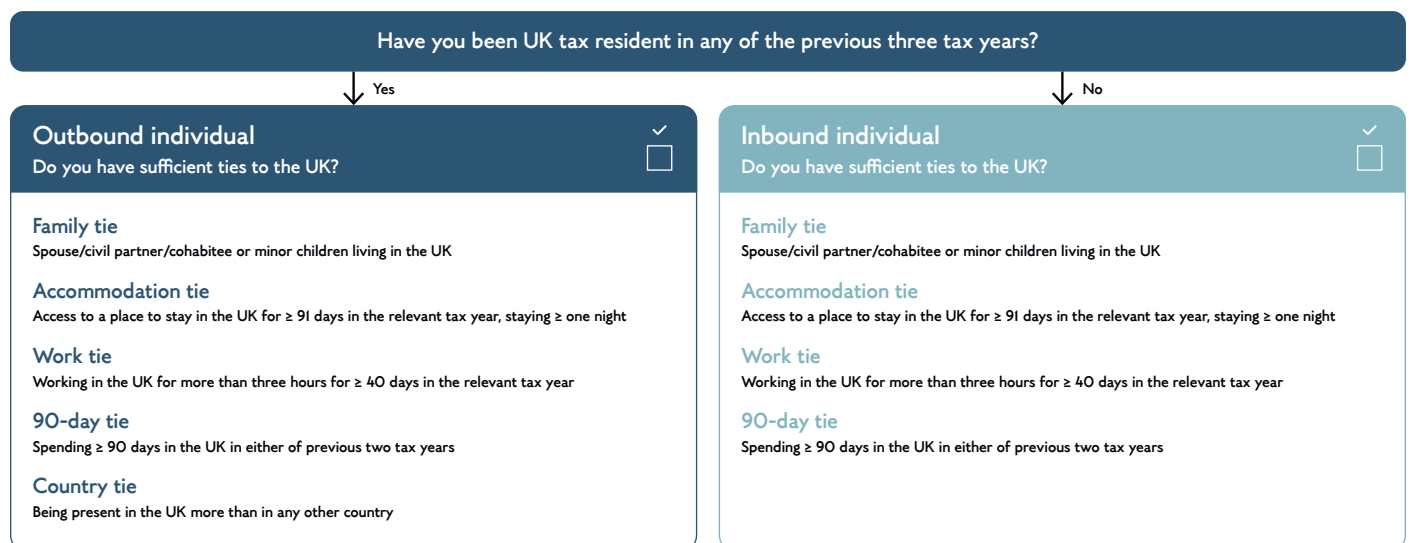 Have you been UK tax resident in any of the previous three tax years?
Yes
No
Outbound individual
Do you have sufficient ties to the UK?
Family tie
Spouse/civil partner/cohabitee or minor children living in the UK
Accommodation tie
Access to a place to stay in the UK for ≥ 91 days in the relevant tax year, staying ≥ one night
Work tie
Working in the UK for more than three hours for ≥ 40 days in the relevant tax year
90-day tie
Spending ≥ 90 days in the UK in either of previous two tax years
Country tie
Being present in the UK more than in any other country
Inbound individual
Do you have sufficient ties to the UK?
Family tie
Spouse/civil partner/cohabitee or minor children living in the UK
Accommodation tie
Access to a place to stay in the UK for ≥ 91 days in the relevant tax year, staying ≥ one night
Work tie
Working in the UK for more than three hours for ≥ 40 days in the relevant tax year
90-day tie
Spending ≥ 90 days in the UK in either of previous two tax years